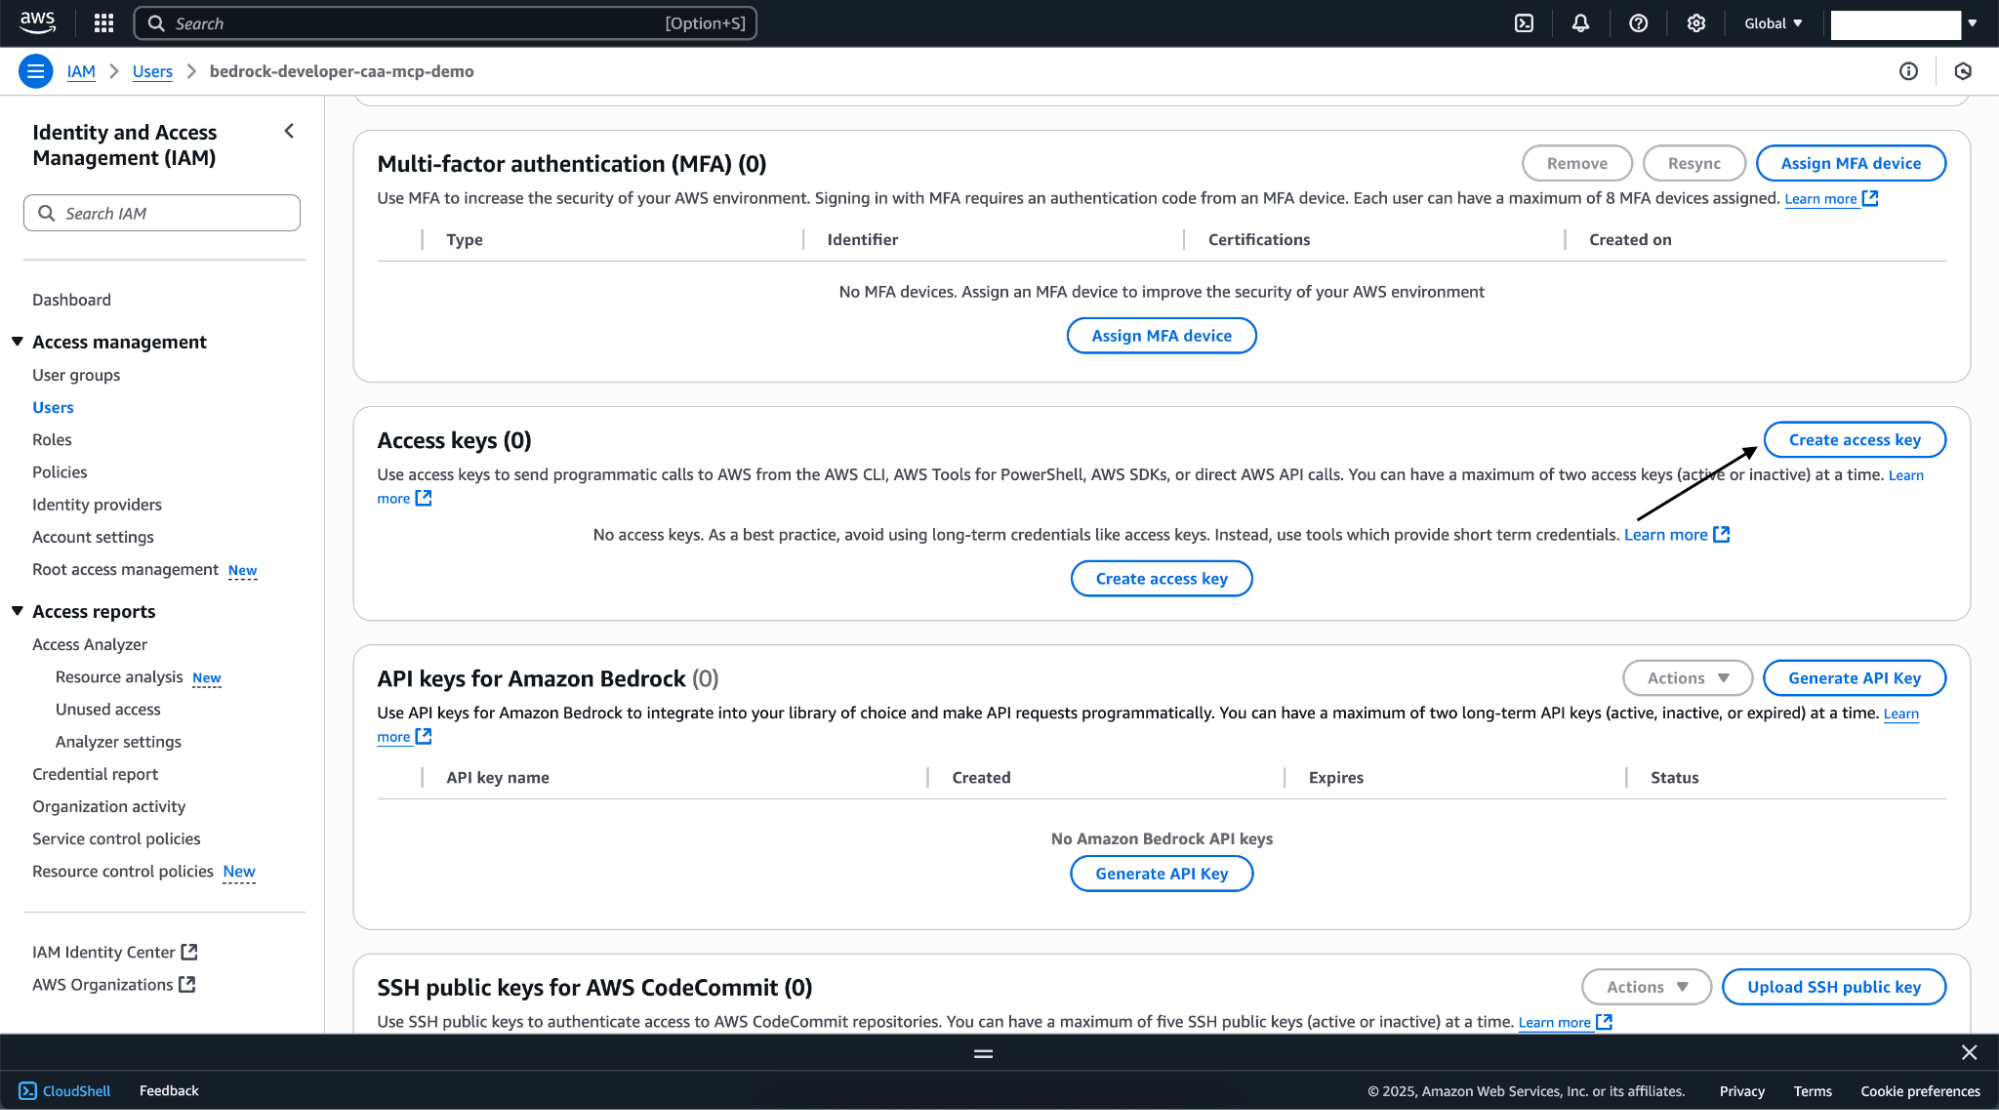 aws
Search [Option+S]
Global
IAM Users bedrock-developer-caa-mcp-demo
Identity and Access
Management (IAM)
Search IAM
Dashboard
Access management
User groups
Users
Roles
Policies
Identity providers
Account settings
Root access management New
Access reports
Access Analyzer
Resource analysis New
Unused access
Analyzer settings
Credential report
Organization activity
Service control policies
Resource control policies New
IAM Identity Center
AWS Organizations
Multi-factor authentication (MFA) (0)
Remove Resync Assign MFA device
Use MFA to increase the security of your AWS environment. Signing in with MFA requires an authentication code from an MFA device. Each user can have a maximum of 8 MFA devices assigned. Learn more
Type Identifier Certifications Created on
No MFA devices. Assign an MFA device to improve the security of your AWS environment
Assign MFA device
Access keys (0)
Create access key
Use access keys to send programmatic calls to AWS from the AWS CLI, AWS Tools for PowerShell, AWS SDKs, or direct AWS API calls. You can have a maximum of two access keys (active or inactive) at a time. Learn
more
No access keys. As a best practice, avoid using long-term credentials like access keys. Instead, use tools which provide short term credentials. Learn more
Create access key
API keys for Amazon Bedrock (0)
Actions Generate API Key
Use API keys for Amazon Bedrock to integrate into your library of choice and make API requests programmatically. You can have a maximum of two long-term API keys (active, inactive, or expired) at a time. Learn
more
API key name Created Expires Status
No Amazon Bedrock API keys
Generate API Key
SSH public keys for AWS CodeCommit (0)
Actions Upload SSH public key
Use SSH public keys to authenticate access to AWS CodeCommit repositories. You can have a maximum of five SSH public keys (active or inactive) at a time. Learn more
CloudShell Feedback
© 2025, Amazon Web Services, Inc. or its affiliates. Privacy Terms Cookie preferences